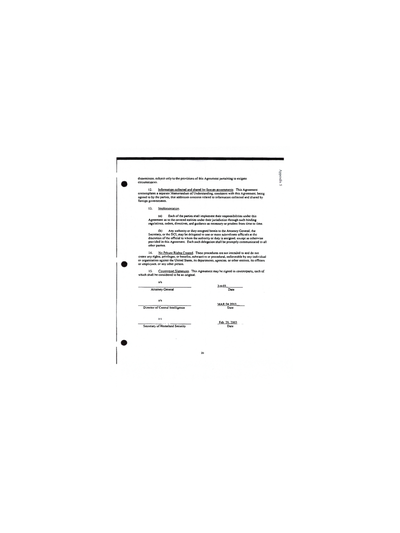 departments, adhere only to the provisions of this Agreement pertaining to exigent
circumstances.
12. Information collected and shared by foreign governments. This Agreement
contemplates a separate Memorandum of Understanding, consistent with this Agreement, being
signed by the parties, that addresses concerns related to information collected and shared by
foreign governments.
13. Implementation.
(a) Each of the parties shall implement their responsibilities under this
Agreement as to the covered entities under their jurisdiction through such binding
regulations, orders, directives, and guidance as necessary or prudent from time to time.
(b) Any authority or duty assigned herein to the Attorney General, the
Secretary, or the DCI, may be delegated to one or more subordinate officials at the
discretion of the official to whom the authority or duty is assigned, except as otherwise
provided in this Agreement. Each such delegation shall be promptly communicated to all
other parties.
14. No Private Rights Created. These procedures are not intended to and do not
create any rights, privileges, or benefits, substantive or procedural, enforceable by any individual
or organization against the United States, its departments, agencies, or other entities, its officers
or employees, or any other person.
15. Counterpart Signatures. This Agreement may be signed in counterparts, each of
which shall be considered to be an original.
/s/
Attorney General
Date
/s/
MAR 04 2003
Director of Central Intelligence
Date
/s/
Feb. 28, 2003
Secretary of Homeland Security
Date
Appendix